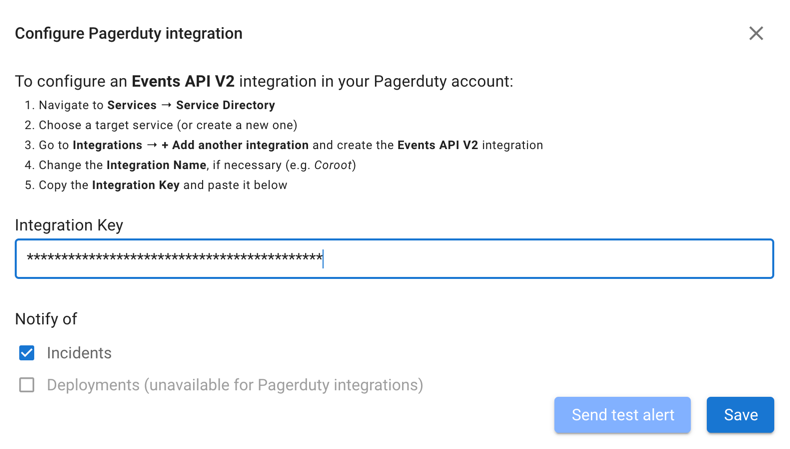 Configure Pagerduty integration
To configure an Events API V2 integration in your Pagerduty account:
1. Navigate to Services → Service Directory
2. Choose a target service (or create a new one)
3. Go to Integrations → + Add another integration and create the Events API V2 integration
4. Change the Integration Name, if necessary (e.g. Coroot)
5. Copy the Integration Key and paste it below
Integration Key
*******************************************
Notify of
Incidents
Deployments (unavailable for Pagerduty integrations)
Send test alert Save